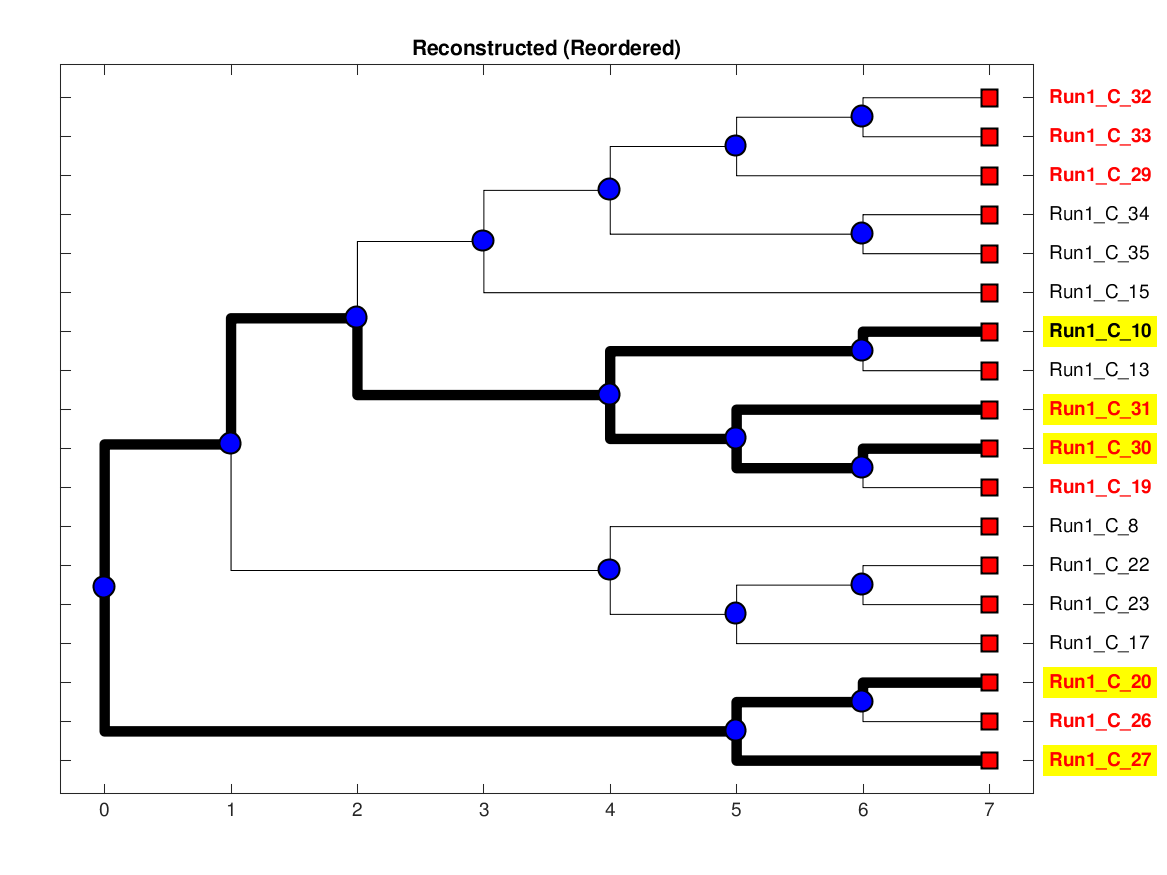 Reconstructed (Reordered)
Run1_C_32
Run1_C_33
Run1_C_29
Run1_C_34
Run1_C_35
Run1_C_15
Run1_C_10
Run1_C_13
Run1_C_31
Run1_C_30
Run1_C_19
Run1_C_8
Run1_C_22
Run1_C_23
Run1_C_17
Run1_C_20
Run1_C_26
Run1_C_27
0 1 2 3 4 5 6 7